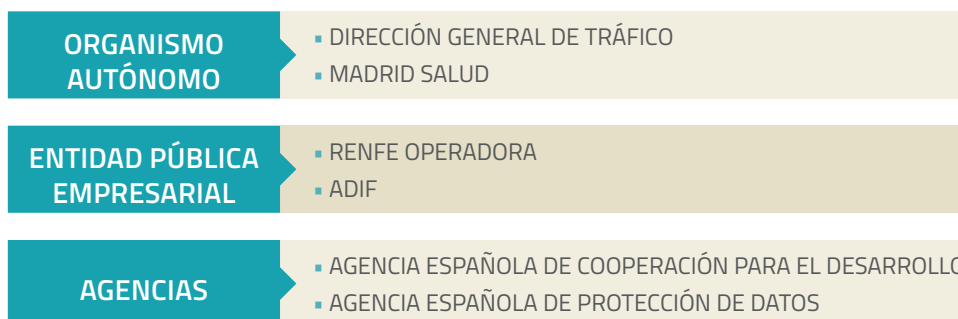 ORGANISMO
AUTÓNOMO
▪ DIRECCIÓN GENERAL DE TRÁFICO
▪ MADRID SALUD
ENTIDAD PÚBLICA
EMPRESARIAL
▪ RENFE OPERADORA
▪ ADIF
AGENCIAS
▪ AGENCIA ESPAÑOLA DE COOPERACIÓN PARA EL DESARROLLO
▪ AGENCIA ESPAÑOLA DE PROTECCIÓN DE DATOS